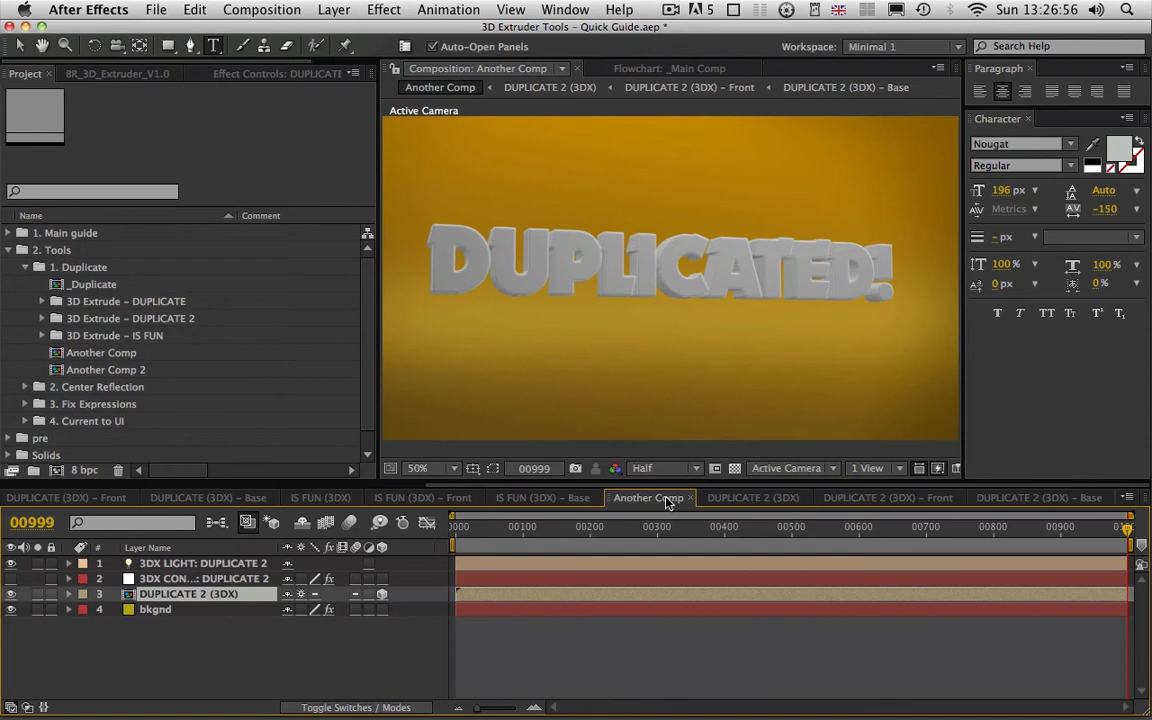 After Effects File Edit Composition Layer Effect Animation View Window Help 5 Sun 13:26:56
3D Extruder Tools – Quick Guide.aep *
Auto-Open Panels Workspace: Minimal 1 Search Help
Project BR_3D_Extruder_V1.0 Effect Controls: DUPLICATE
Composition: Another Comp Flowchart: _Main Comp Paragraph
Another Comp DUPLICATE 2 (3DX) DUPLICATE 2 (3DX) – Front DUPLICATE 2 (3DX) – Base
Active Camera
DUPLICATED!
Character
Nougat
Regular
196 px Auto
Metrics -150
– px
100 % 100 %
0 px 0 %
T T TT Tt T¹ T₁
Name Comment
1. Main guide
2. Tools
1. Duplicate
_Duplicate
3D Extrude – DUPLICATE
3D Extrude – DUPLICATE 2
3D Extrude – IS FUN
Another Comp
Another Comp 2
2. Center Reflection
3. Fix Expressions
4. Current to UI
pre
Solids
8 bpc
50% 00999 Half Active Camera 1 View
DUPLICATE (3DX) – Front DUPLICATE (3DX) – Base IS FUN (3DX) IS FUN (3DX) – Front IS FUN (3DX) – Base Another Comp DUPLICATE 2 (3DX) DUPLICATE 2 (3DX) – Front DUPLICATE 2 (3DX) – Base
00999 0000 00100 00200 00300 00400 00500 00600 00700 00800 00900
# Layer Name
1 3DX LIGHT: DUPLICATE 2
2 3DX CON...: DUPLICATE 2
3 DUPLICATE 2 (3DX)
4 bkgnd
Toggle Switches / Modes